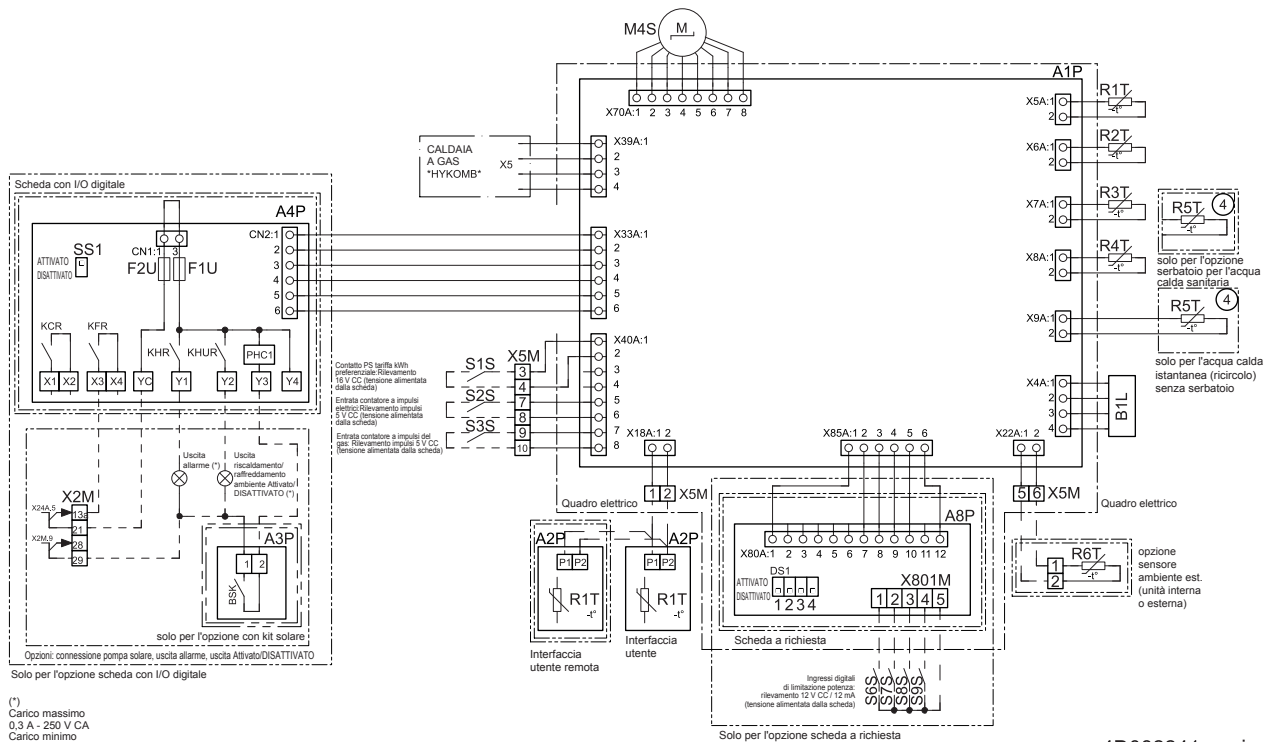 M4S
M
A1P
X70A:1 2 3 4 5 6 7 8
X5A:1
2
R1T
-t°
X6A:1
2
R2T
-t°
X7A:1
2
R3T
-t°
X8A:1
2
R4T
-t°
X9A:1
2
R5T
-t°
4
solo per l'opzione
serbatoio per l'acqua
calda sanitaria
R5T
-t°
4
solo per l'acqua calda
istantanea (ricircolo)
senza serbatoio
X4A:1
2
3
4
B1L
CALDAIA
A GAS
*HYKOMB*
X5
X39A:1
2
3
4
Scheda con I/O digitale
A4P
SS1
ATTIVATO
DISATTIVATO
CN1:1 3
F2U
F1U
CN2:1
2
3
4
5
6
X33A:1
2
3
4
5
6
KCR
KFR
KHR
KHUR
PHC1
X1 X2 X3 X4 YC Y1 Y2 Y3 Y4
Contatto PS tariffa kWh
preferenziale:Rilevamento
16 V CC (tensione alimentata
dalla scheda)
S1S
X5M
3
4
Entrata contatore a impulsi
elettrici:Rilevamento impulsi
5 V CC (tensione alimentata
dalla scheda)
S2S
7
8
Entrata contatore a impulsi del
gas: Rilevamento impulsi 5 V CC
(tensione alimentata dalla scheda)
S3S
9
10
X40A:1
2
3
4
5
6
7
8
X18A:1 2
X85A:1 2 3 4 5 6
X22A:1 2
1 2 X5M
5 6 X5M
Quadro elettrico
Quadro elettrico
Uscita
allarme (*)
Uscita
riscaldamento/
raffreddamento
ambiente Attivato/
DISATTIVATO (*)
X2M
X24A,5
13a
21
X2M,9
28
29
A3P
1 2
BSK
solo per l'opzione con kit solare
Opzioni: connessione pompa solare, uscita allarme, uscita Attivato/DISATTIVATO
Solo per l'opzione scheda con I/O digitale
A2P
P1 P2
R1T
-t°
Interfaccia
utente remota
A2P
P1 P2
R1T
-t°
Interfaccia
utente
A8P
X80A:1 2 3 4 5 6 7 8 9 10 11 12
DS1
ATTIVATO
DISATTIVATO
1 2 3 4
X801M
1 2 3 4 5
Scheda a richiesta
Ingressi digitali
di limitazione potenza:
rilevamento 12 V CC / 12 mA
(tensione alimentata dalla scheda)
S6S
S7S
S8S
S9S
Solo per l'opzione scheda a richiesta
1
2
R6T
-t°
opzione
sensore
ambiente est.
(unità interna
o esterna)
(*)
Carico massimo
0,3 A - 250 V CA
Carico minimo